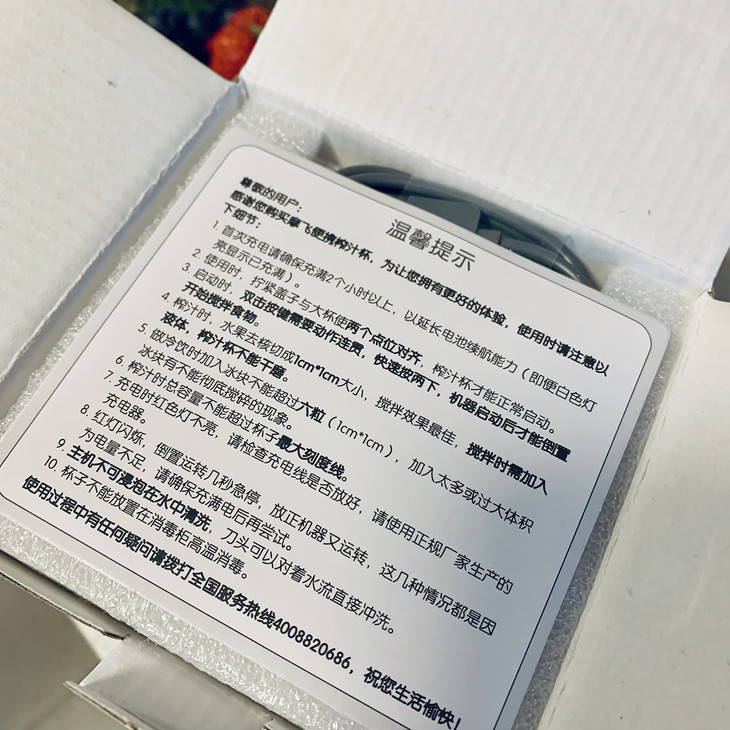 温馨提示
尊敬的用户：
感谢您购买摩飞便携榨汁杯，为让您拥有更好的体验，使用时请注意以
下细节：
1. 首次充电请确保充满2个小时以上，以延长电池续航能力（即便白色灯
亮显示已充满）。
2. 使用时，拧紧盖子与大杯使两个点位对齐，榨汁杯才能正常启动。
3. 启动时，双击按键需要动作连贯，快速按两下，机器启动后才能倒置
开始搅拌食物。
4. 榨汁时，水果去核切成1cm*1cm大小，搅拌效果最佳，搅拌时需加入
液体，榨汁杯不能干磨。
5. 做冷饮时加入冰块不能超过六粒（1cm*1cm），加入太多或过大体积
冰块有不能彻底搅碎的现象。
6. 榨汁时总容量不能超过杯子最大刻度线。
7. 充电时红色灯不亮，请检查充电线是否放好，请使用正规厂家生产的
充电器。
8. 红灯闪烁，倒置运转几秒急停，放正机器又运转，这几种情况都是因
为电量不足，请确保充满电后再尝试。
9. 主机不可浸泡在水中清洗，刀头可以对着水流直接冲洗。
10. 杯子不能放置在消毒柜高温消毒。
使用过程中有任何疑问请拨打全国服务热线4008820686，祝您生活愉快！